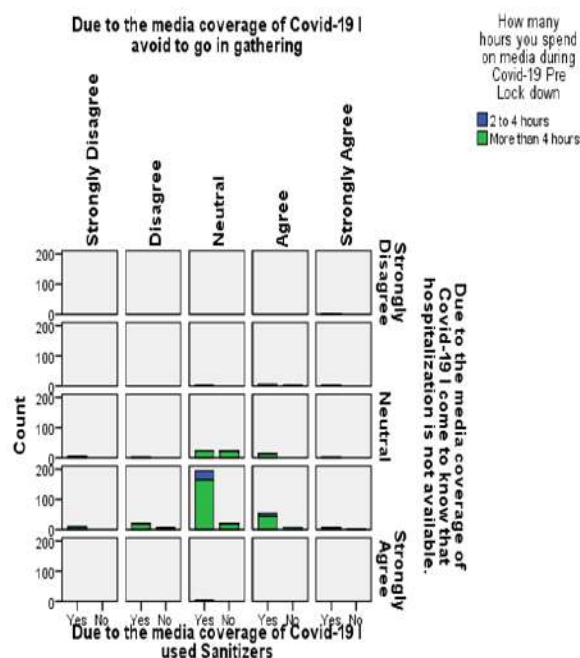 Due to the media coverage of Covid-19 I
avoid to go in gathering
How many
hours you spend
on media during
Covid-19 Pre
Lock down
2 to 4 hours
More than 4 hours
Strongly Disagree
Disagree
Neutral
Agree
Strongly Agree
200
100
0
200
100
0
200
100
0
200
100
0
200
100
0
Count
Strongly
Disagree
Neutral
Strongly
Agree
Due to the media coverage of
Covid-19 I come to know that
hospitalization is not available.
Yes No Yes No Yes No Yes No Yes No
Due to the media coverage of Covid-19 I
used Sanitizers